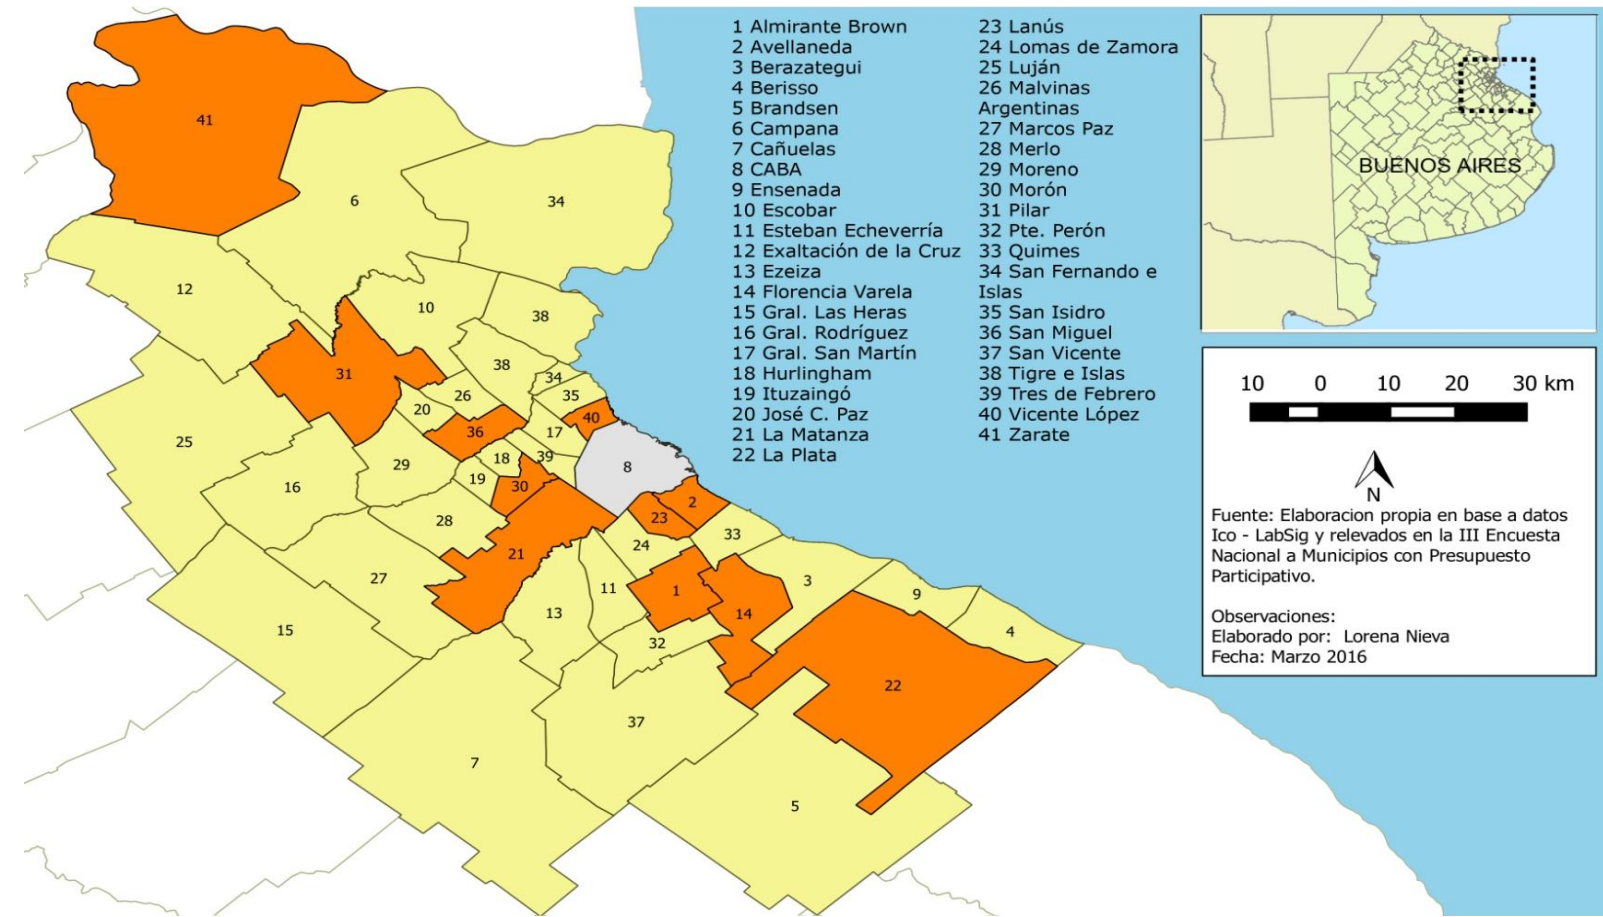 1 Almirante Brown
2 Avellaneda
3 Berazategui
4 Berisso
5 Brandsen
6 Campana
7 Cañuelas
8 CABA
9 Ensenada
10 Escobar
11 Esteban Echeverría
12 Exaltación de la Cruz
13 Ezeiza
14 Florencia Varela
15 Gral. Las Heras
16 Gral. Rodríguez
17 Gral. San Martín
18 Hurlingham
19 Ituzaingó
20 José C. Paz
21 La Matanza
22 La Plata
23 Lanús
24 Lomas de Zamora
25 Luján
26 Malvinas
Argentinas
27 Marcos Paz
28 Merlo
29 Moreno
30 Morón
31 Pilar
32 Pte. Perón
33 Quimes
34 San Fernando e
Islas
35 San Isidro
36 San Miguel
37 San Vicente
38 Tigre e Islas
39 Tres de Febrero
40 Vicente López
41 Zarate
BUENOS AIRES
10 0 10 20 30 km
N
Fuente: Elaboracion propia en base a datos
Ico - LabSig y relevados en la III Encuesta
Nacional a Municipios con Presupuesto
Participativo.
Observaciones:
Elaborado por: Lorena Nieva
Fecha: Marzo 2016
41
6
34
12
10
38
31
38
34
35
26
20
40
36
17
25
18
39
8
29
19
30
16
2
23
28
33
24
21
27
3
11
1
9
13
14
15
32
4
22
37
7
5